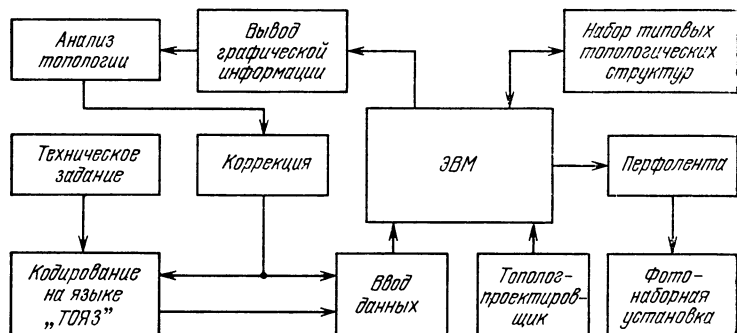 Анализ
топологии
Вывод
графической
информации
Набор типовых
топологических
структур
Техническое
задание
Коррекция
ЭВМ
Перфолента
Кодирование
на языке
„ТОЯЗ"
Ввод
данных
Тополог-
проектиров-
щик
Фото-
наборная
установка